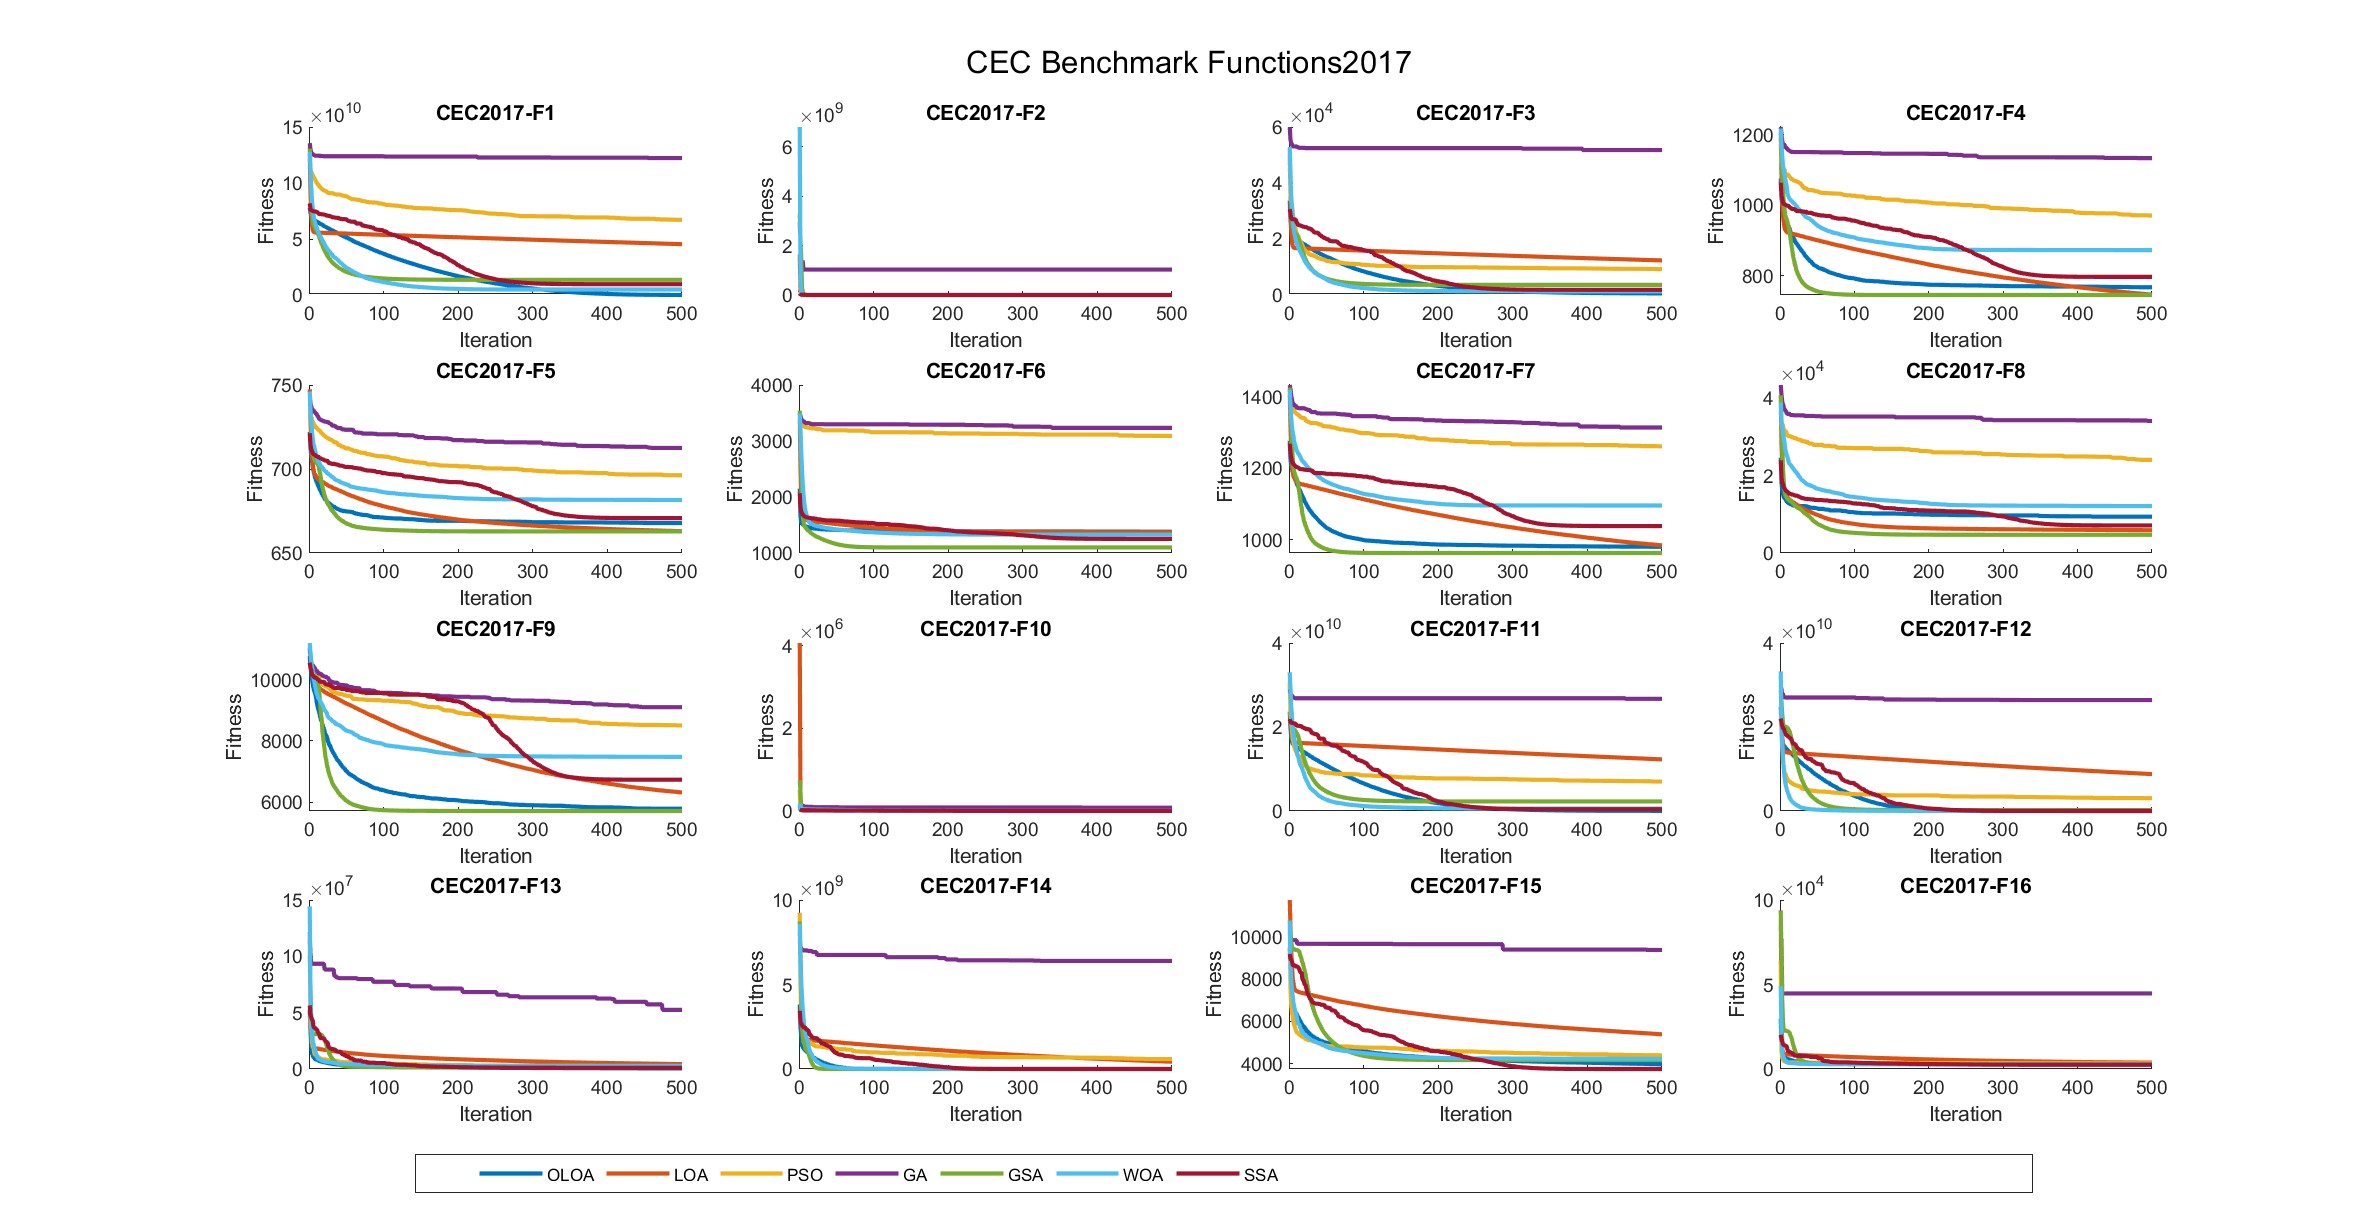 CEC Benchmark Functions2017
CEC2017-F1
×10^10
15
10
5
0
Fitness
0 100 200 300 400 500
Iteration
CEC2017-F2
×10^9
6
4
2
0
Fitness
0 100 200 300 400 500
Iteration
CEC2017-F3
×10^4
6
4
2
0
Fitness
0 100 200 300 400 500
Iteration
CEC2017-F4
1200
1000
800
Fitness
0 100 200 300 400 500
Iteration
CEC2017-F5
750
700
650
Fitness
0 100 200 300 400 500
Iteration
CEC2017-F6
4000
3000
2000
1000
Fitness
0 100 200 300 400 500
Iteration
CEC2017-F7
1400
1200
1000
Fitness
0 100 200 300 400 500
Iteration
CEC2017-F8
×10^4
4
2
0
Fitness
0 100 200 300 400 500
Iteration
CEC2017-F9
10000
8000
6000
Fitness
0 100 200 300 400 500
Iteration
CEC2017-F10
×10^6
4
2
0
Fitness
0 100 200 300 400 500
Iteration
CEC2017-F11
×10^10
4
2
0
Fitness
0 100 200 300 400 500
Iteration
CEC2017-F12
×10^10
4
2
0
Fitness
0 100 200 300 400 500
Iteration
CEC2017-F13
×10^7
15
10
5
0
Fitness
0 100 200 300 400 500
Iteration
CEC2017-F14
×10^9
10
5
0
Fitness
0 100 200 300 400 500
Iteration
CEC2017-F15
10000
8000
6000
4000
Fitness
0 100 200 300 400 500
Iteration
CEC2017-F16
×10^4
10
5
0
Fitness
0 100 200 300 400 500
Iteration
OLOA LOA PSO GA GSA WOA SSA